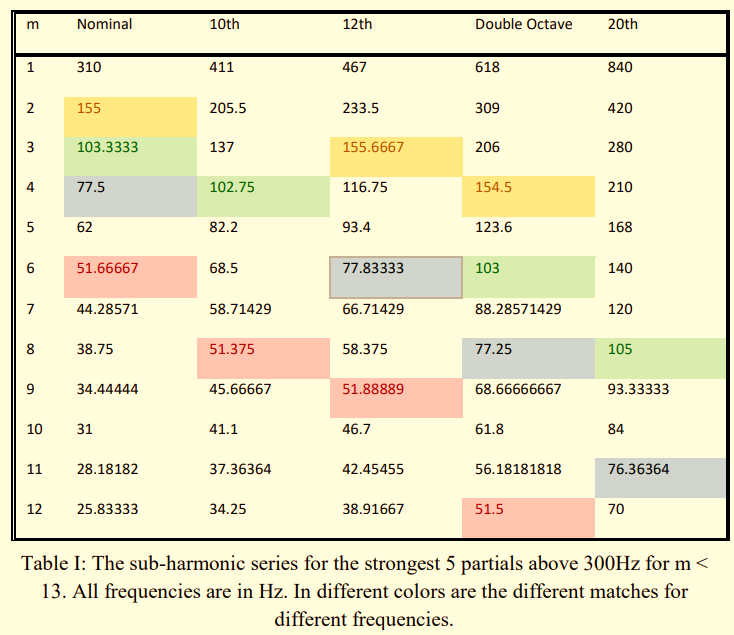 m Nominal 10th 12th Double Octave 20th
1 310 411 467 618 840
2 155 205.5 233.5 309 420
3 103.3333 137 155.6667 206 280
4 77.5 102.75 116.75 154.5 210
5 62 82.2 93.4 123.6 168
6 51.66667 68.5 77.83333 103 140
7 44.28571 58.71429 66.71429 88.28571429 120
8 38.75 51.375 58.375 77.25 105
9 34.44444 45.66667 51.88889 68.66666667 93.33333
10 31 41.1 46.7 61.8 84
11 28.18182 37.36364 42.45455 56.18181818 76.36364
12 25.83333 34.25 38.91667 51.5 70
Table I: The sub-harmonic series for the strongest 5 partials above 300Hz for m <
13. All frequencies are in Hz. In different colors are the different matches for
different frequencies.